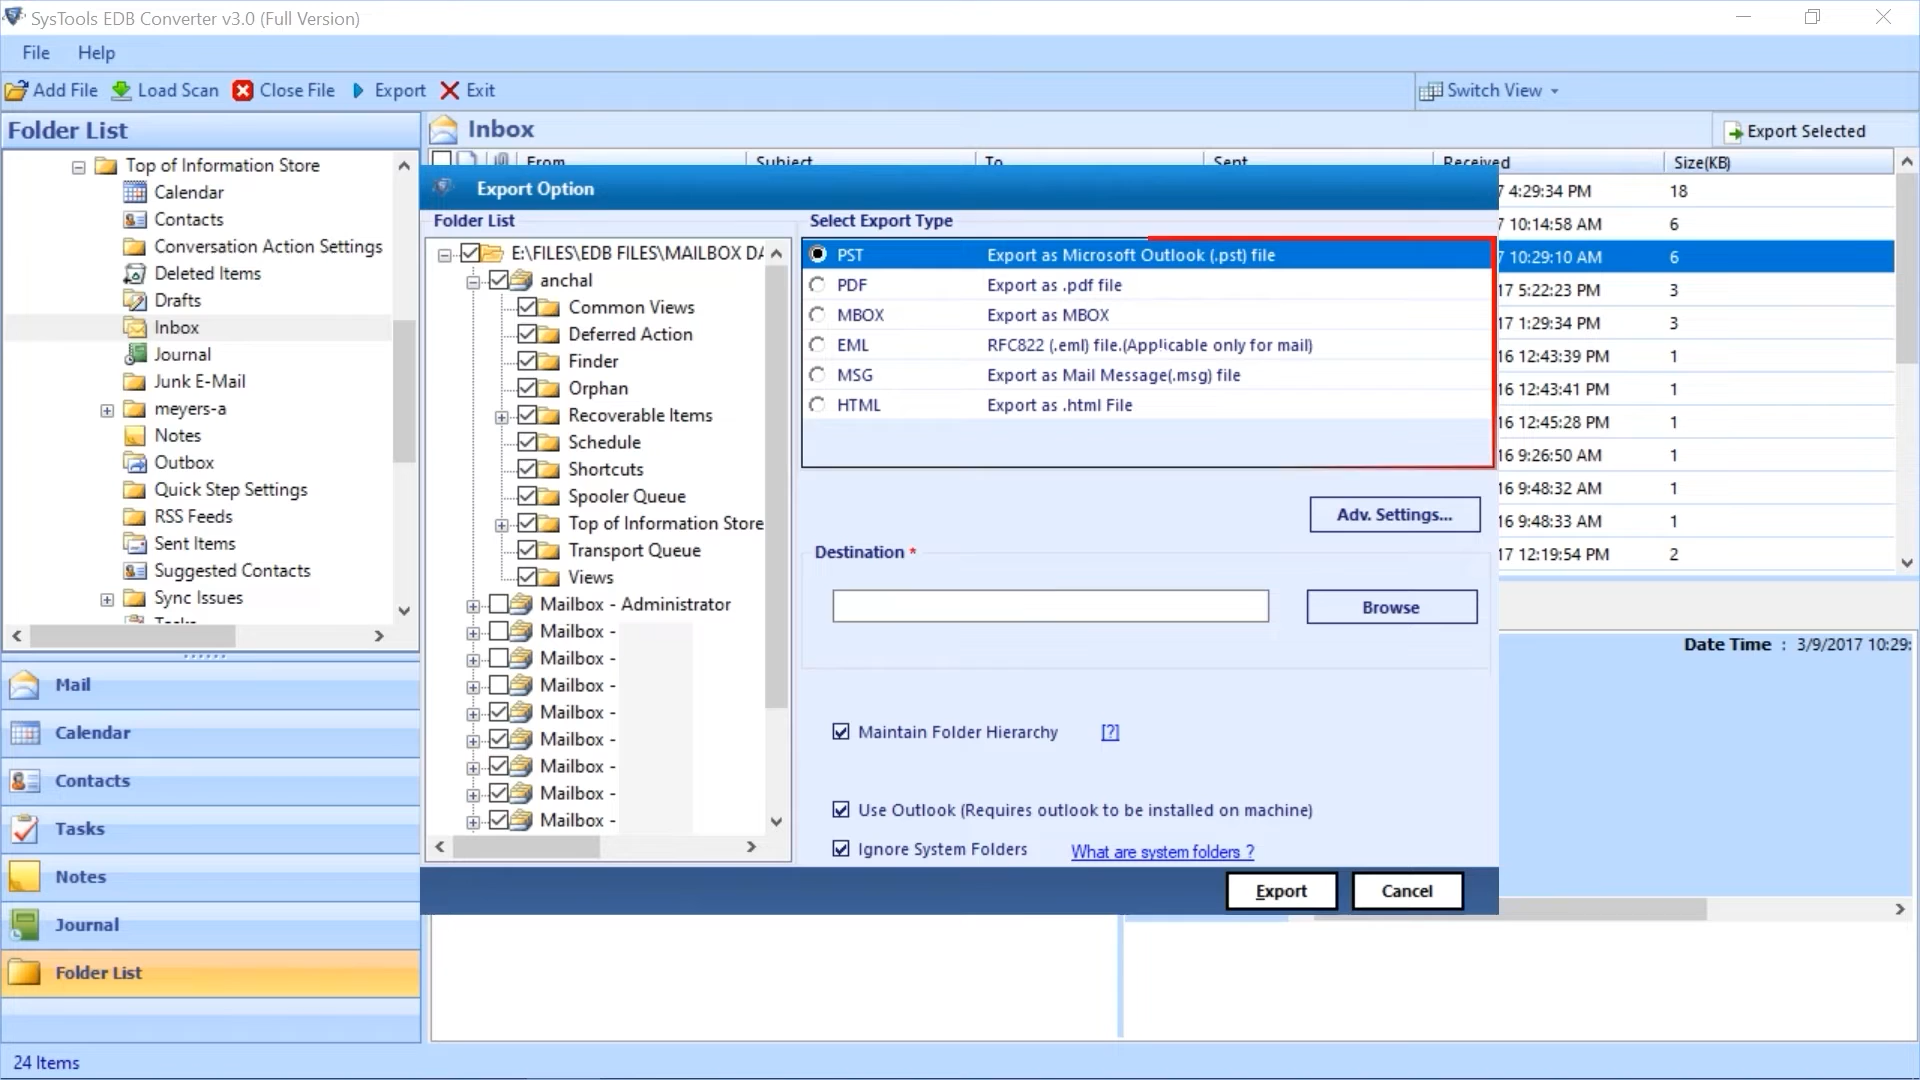 SysTools EDB Converter v3.0 (Full Version)
File Help
Add File Load Scan Close File Export Exit Switch View
Folder List
Top of Information Store
Calendar
Contacts
Conversation Action Settings
Deleted Items
Drafts
Inbox
Journal
Junk E-Mail
meyers-a
Notes
Outbox
Quick Step Settings
RSS Feeds
Sent Items
Suggested Contacts
Sync Issues
Tasks
Mail
Calendar
Contacts
Tasks
Notes
Journal
Folder List
24 Items
Inbox
Export Selected
From Subject To Sent Received Size(KB)
7 4:29:34 PM 18
7 10:14:58 AM 6
7 10:29:10 AM 6
17 5:22:23 PM 3
17 1:29:34 PM 3
16 12:43:39 PM 1
16 12:43:41 PM 1
16 12:45:28 PM 1
16 9:26:50 AM 1
16 9:48:32 AM 1
16 9:48:33 AM 1
17 12:19:54 PM 2
Date Time : 3/9/2017 10:29:
Export Option
Folder List
E:\FILES\EDB FILES\MAILBOX DA
anchal
Common Views
Deferred Action
Finder
Orphan
Recoverable Items
Schedule
Shortcuts
Spooler Queue
Top of Information Store
Transport Queue
Views
Mailbox - Administrator
Mailbox -
Mailbox -
Mailbox -
Mailbox -
Mailbox -
Mailbox -
Mailbox -
Mailbox -
Select Export Type
PST Export as Microsoft Outlook (.pst) file
PDF Export as .pdf file
MBOX Export as MBOX
EML RFC822 (.eml) file.(Applicable only for mail)
MSG Export as Mail Message(.msg) file
HTML Export as .html File
Adv. Settings...
Destination *
Browse
Maintain Folder Hierarchy [?]
Use Outlook (Requires outlook to be installed on machine)
Ignore System Folders What are system folders ?
Export Cancel